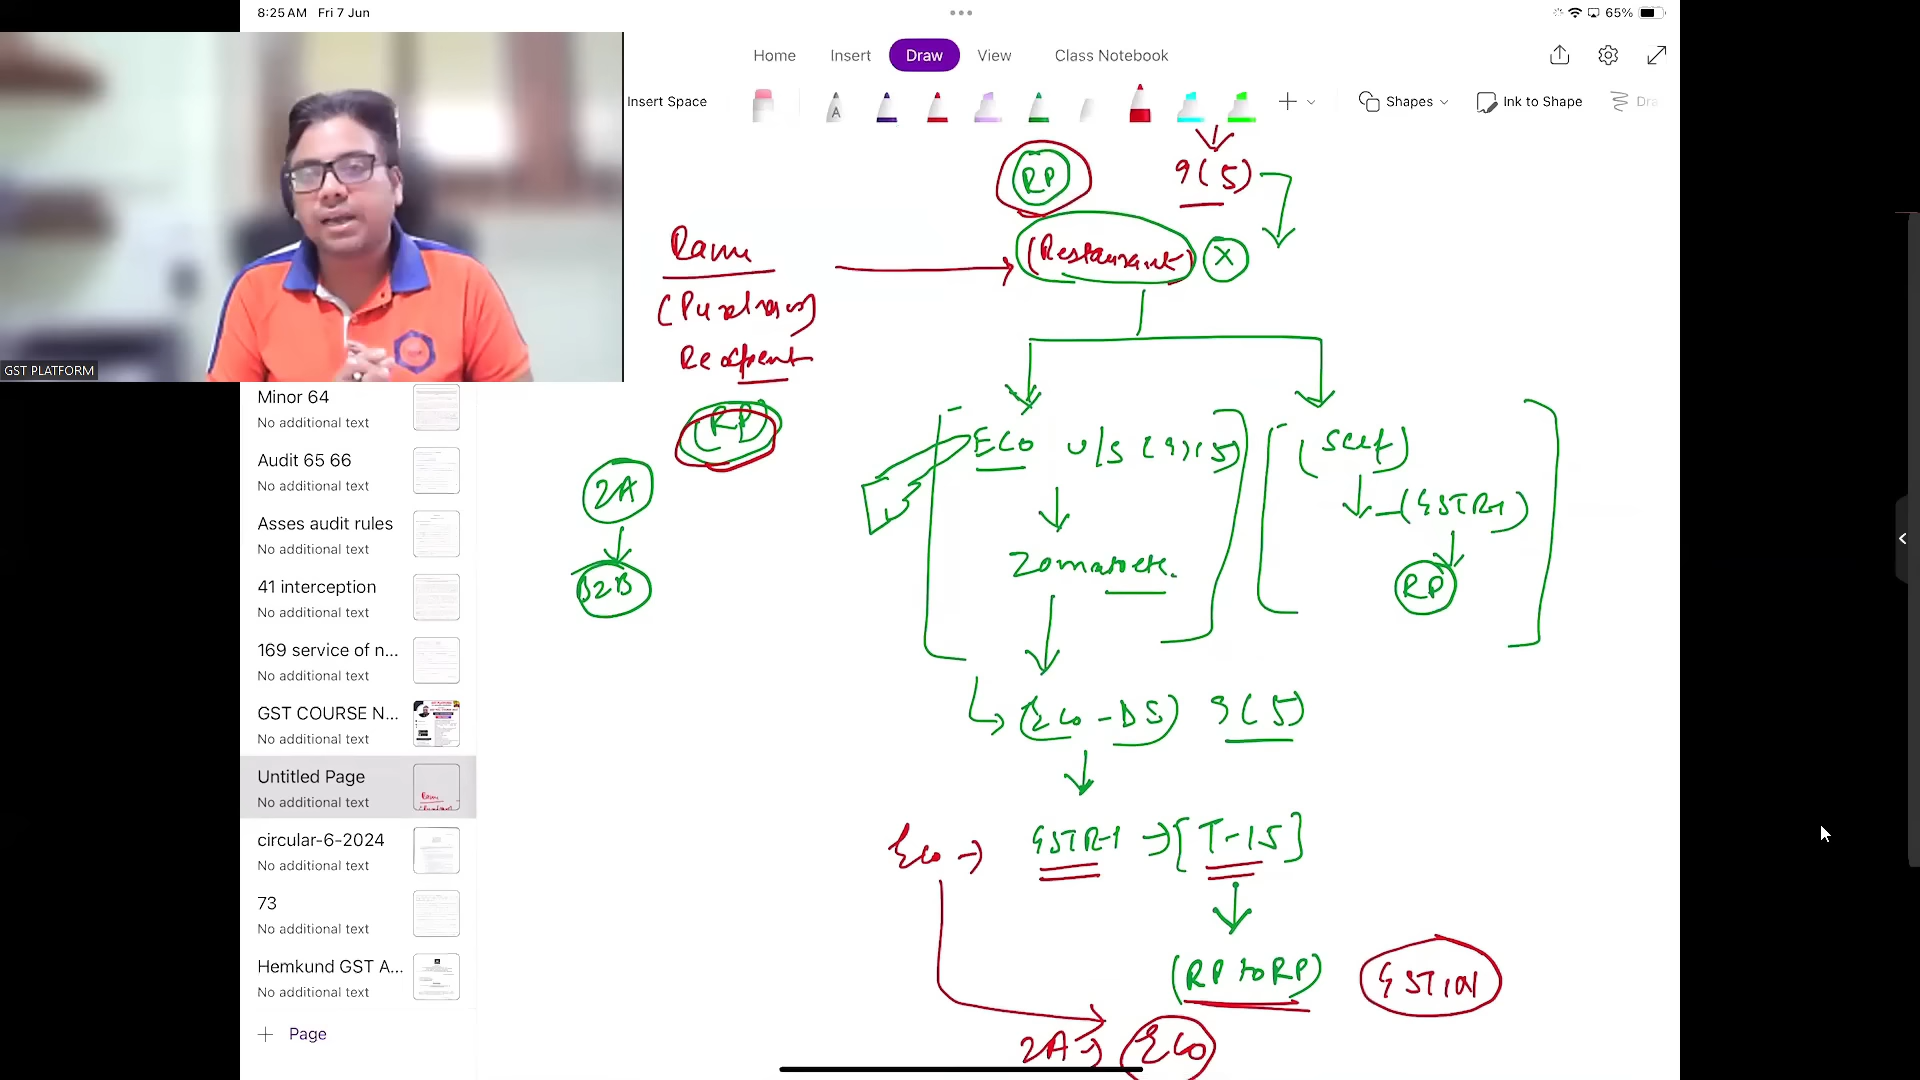 8:25 AM Fri 7 Jun
65%
Home Insert Draw View Class Notebook
Insert Space
A
Shapes
Ink to Shape
Dra
GST PLATFORM
Minor 64
No additional text
Audit 65 66
No additional text
Asses audit rules
No additional text
41 interception
No additional text
169 service of n...
No additional text
GST COURSE N...
No additional text
Untitled Page
No additional text
circular-6-2024
No additional text
73
No additional text
Hemkund GST A...
No additional text
+ Page
RP
9(5)
(Restaurant) X
Ramu
RP
2A
B2B
ECO u/s (9)(5)
(Self)
(GSTR-1)
RP
Zomato etc.
(ECO - DS) 9(5)
ECO → GSTR-1 → [T-15]
(RP to RP)
GSTIN
2A → ECO